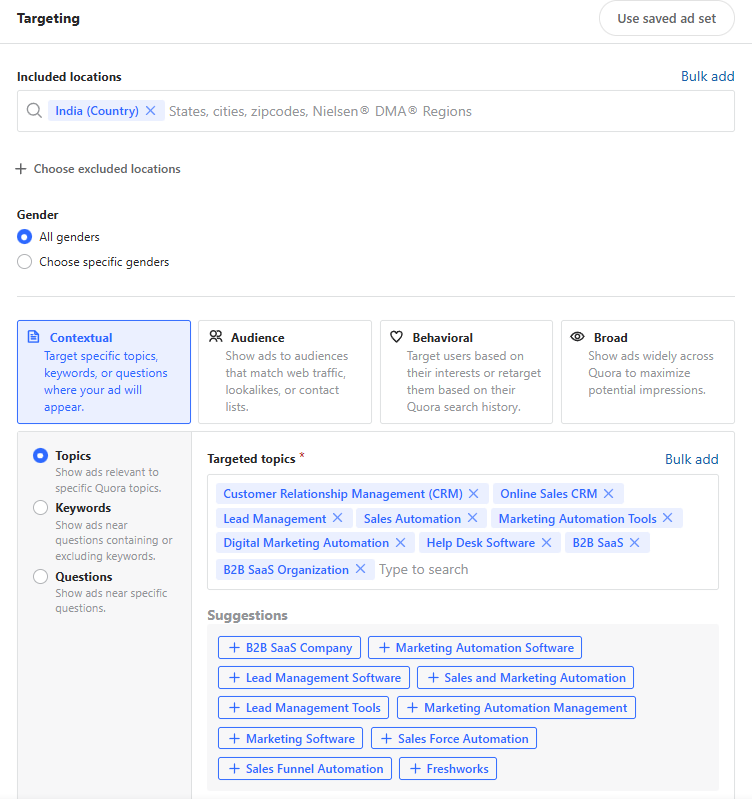 Targeting
Use saved ad set
Included locations
Bulk add
India (Country) × States, cities, zipcodes, Nielsen® DMA® Regions
+ Choose excluded locations
Gender
All genders
Choose specific genders
Contextual
Target specific topics,
keywords, or questions
where your ad will
appear.
Audience
Show ads to audiences
that match web traffic,
lookalikes, or contact
lists.
Behavioral
Target users based on
their interests or retarget
them based on their
Quora search history.
Broad
Show ads widely across
Quora to maximize
potential impressions.
Topics
Show ads relevant to
specific Quora topics.
Keywords
Show ads near
questions containing or
excluding keywords.
Questions
Show ads near specific
questions.
Targeted topics *
Bulk add
Customer Relationship Management (CRM) × Online Sales CRM ×
Lead Management × Sales Automation × Marketing Automation Tools ×
Digital Marketing Automation × Help Desk Software × B2B SaaS ×
B2B SaaS Organization × Type to search
Suggestions
+ B2B SaaS Company + Marketing Automation Software
+ Lead Management Software + Sales and Marketing Automation
+ Lead Management Tools + Marketing Automation Management
+ Marketing Software + Sales Force Automation
+ Sales Funnel Automation + Freshworks